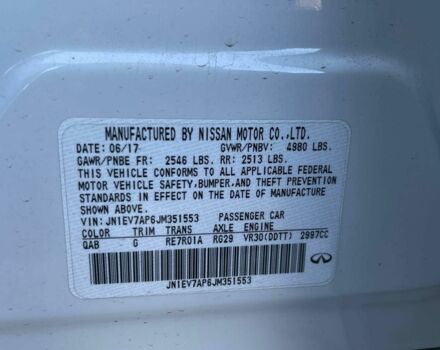 MANUFACTURED BY NISSAN MOTOR CO.,LTD.
DATE: 06/17 GVWR/PNBV: 4980 LBS.
GAWR/PNBE FR: 2546 LBS. RR: 2513 LBS.
THIS VEHICLE CONFORMS TO ALL APPLICABLE FEDERAL
MOTOR VEHICLE SAFETY,BUMPER,AND THEFT PREVENTION
STANDARDS IN EFFECT ON THE DATE OF MANUFACTURE
SHOWN ABOVE.
VIN: JN1EV7AP6JM351553 PASSENGER CAR
COLOR TRIM TRANS AXLE ENGINE
QAB G RE7R01A RG29 VR30(DDTT) 2997CC
JN1EV7AP6JM351553